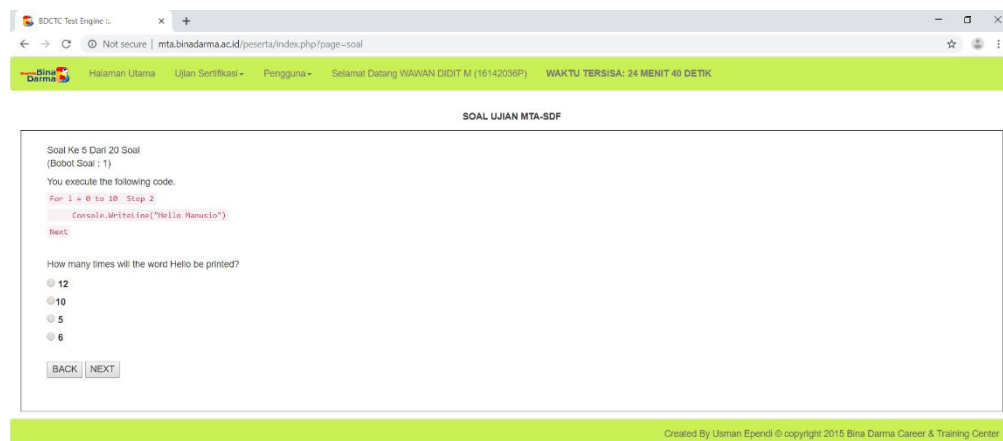 BDCTC Test Engine ::.
Not secure | mta.binadarma.ac.id/peserta/index.php?page=soal
Bina Darma Halaman Utama Ujian Sertifikasi Pengguna Selamat Datang WAWAN DIDIT M (16142036P) WAKTU TERSISA: 24 MENIT 40 DETIK
SOAL UJIAN MTA-SDF
Soal Ke 5 Dari 20 Soal
(Bobot Soal : 1)
You execute the following code.
For i = 0 to 10 Step 2
Console.WriteLine("Hello Manusio")
Next
How many times will the word Hello be printed?
12
10
5
6
BACK NEXT
Created By Usman Ependi © copyright 2015 Bina Darma Career & Training Center